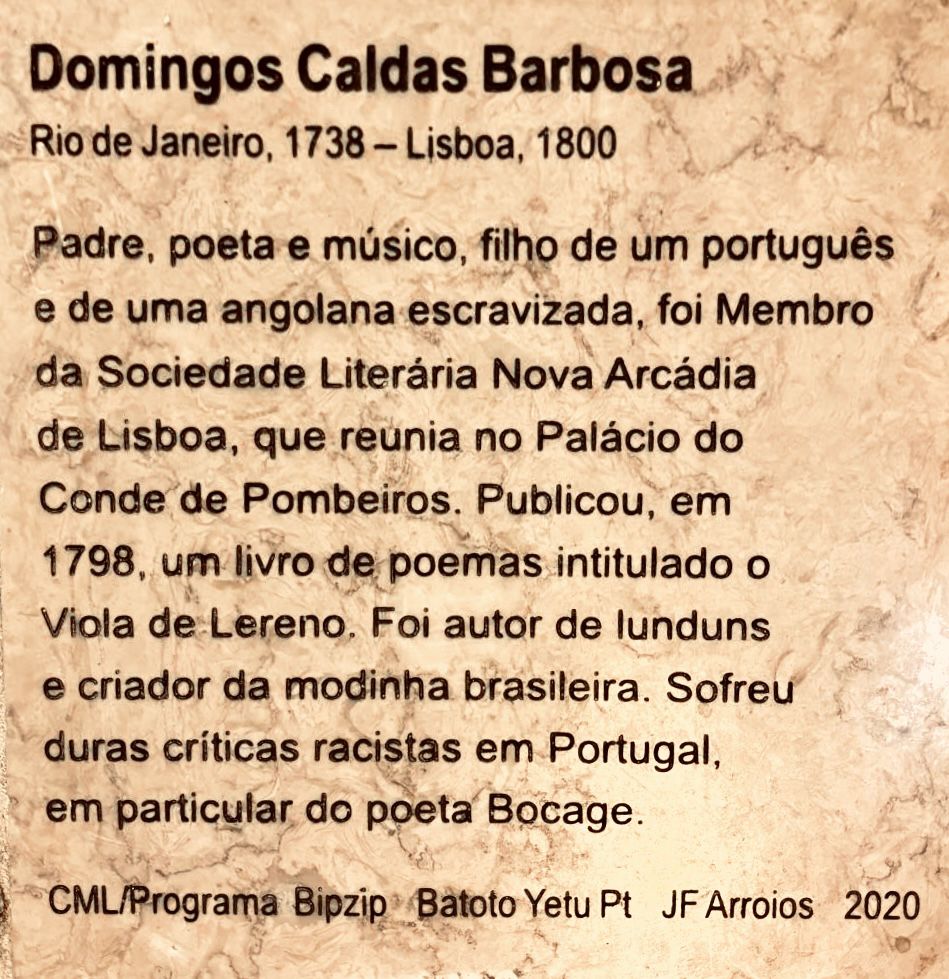 Domingos Caldas Barbosa
Rio de Janeiro, 1738 – Lisboa, 1800
Padre, poeta e músico, filho de um português
e de uma angolana escravizada, foi Membro
da Sociedade Literária Nova Arcádia
de Lisboa, que reunia no Palácio do
Conde de Pombeiros. Publicou, em
1798, um livro de poemas intitulado o
Viola de Lereno. Foi autor de lunduns
e criador da modinha brasileira. Sofreu
duras críticas racistas em Portugal,
em particular do poeta Bocage.
CML/Programa Bipzip Batoto Yetu Pt JF Arroios 2020